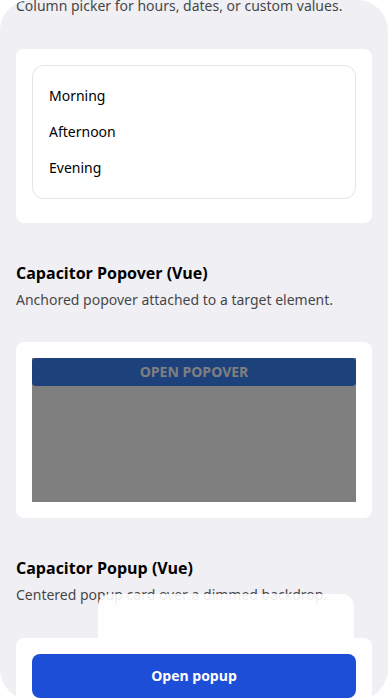 Column picker for hours, dates, or custom values.
Morning
Afternoon
Evening
Capacitor Popover (Vue)
Anchored popover attached to a target element.
OPEN POPOVER
Capacitor Popup (Vue)
Centered popup card over a dimmed backdrop.
Open popup